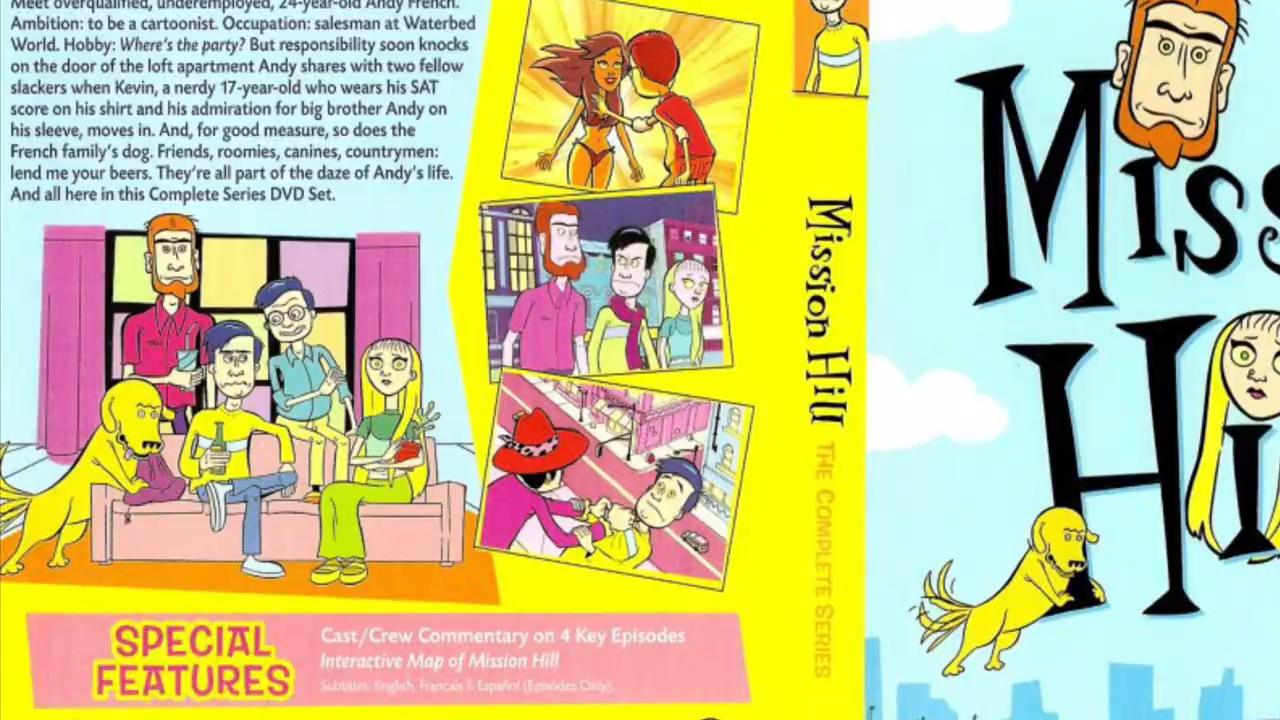 Meet overqualified, underemployed, 24-year-old Andy French.
Ambition: to be a cartoonist. Occupation: salesman at Waterbed
World. Hobby: Where's the party? But responsibility soon knocks
on the door of the loft apartment Andy shares with two fellow
slackers when Kevin, a nerdy 17-year-old who wears his SAT
score on his shirt and his admiration for big brother Andy on
his sleeve, moves in. And, for good measure, so does the
French family's dog. Friends, roomies, canines, countrymen:
lend me your beers. They're all part of the daze of Andy's life.
And all here in this Complete Series DVD Set.
SPECIAL
FEATURES
Cast/Crew Commentary on 4 Key Episodes
Interactive Map of Mission Hill
Subtitles: English, Français & Español (Episodes Only).
Mission Hill THE COMPLETE SERIES
Miss
Hi